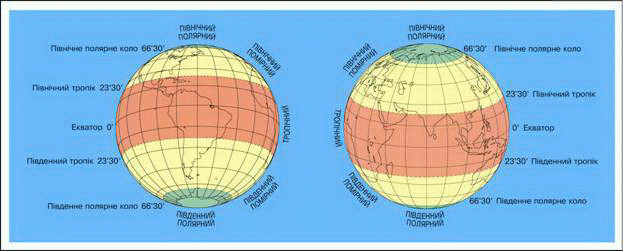 ПІВНІЧНИЙ
ПОЛЯРНИЙ
Північне полярне коло 66'30'
ПІВНІЧНИЙ
ПОМІРНИЙ
Північний тропік 23'30'
Екватор 0'
ТРОПІЧНИЙ
Південний тропік 23'30'
ПІВДЕННИЙ
ПОМІРНИЙ
Південне полярне коло 66'30'
ПІВДЕННИЙ
ПОЛЯРНИЙ
ПІВНІЧНИЙ
ПОЛЯРНИЙ
66'30' Північне полярне коло
ПІВНІЧНИЙ
ПОМІРНИЙ
23'30' Північний тропік
ТРОПІЧНИЙ
0' Екватор
23'30' Південний тропік
ПІВДЕННИЙ
ПОМІРНИЙ
66'30' Південне полярне коло
ПІВДЕННИЙ
ПОЛЯРНИЙ